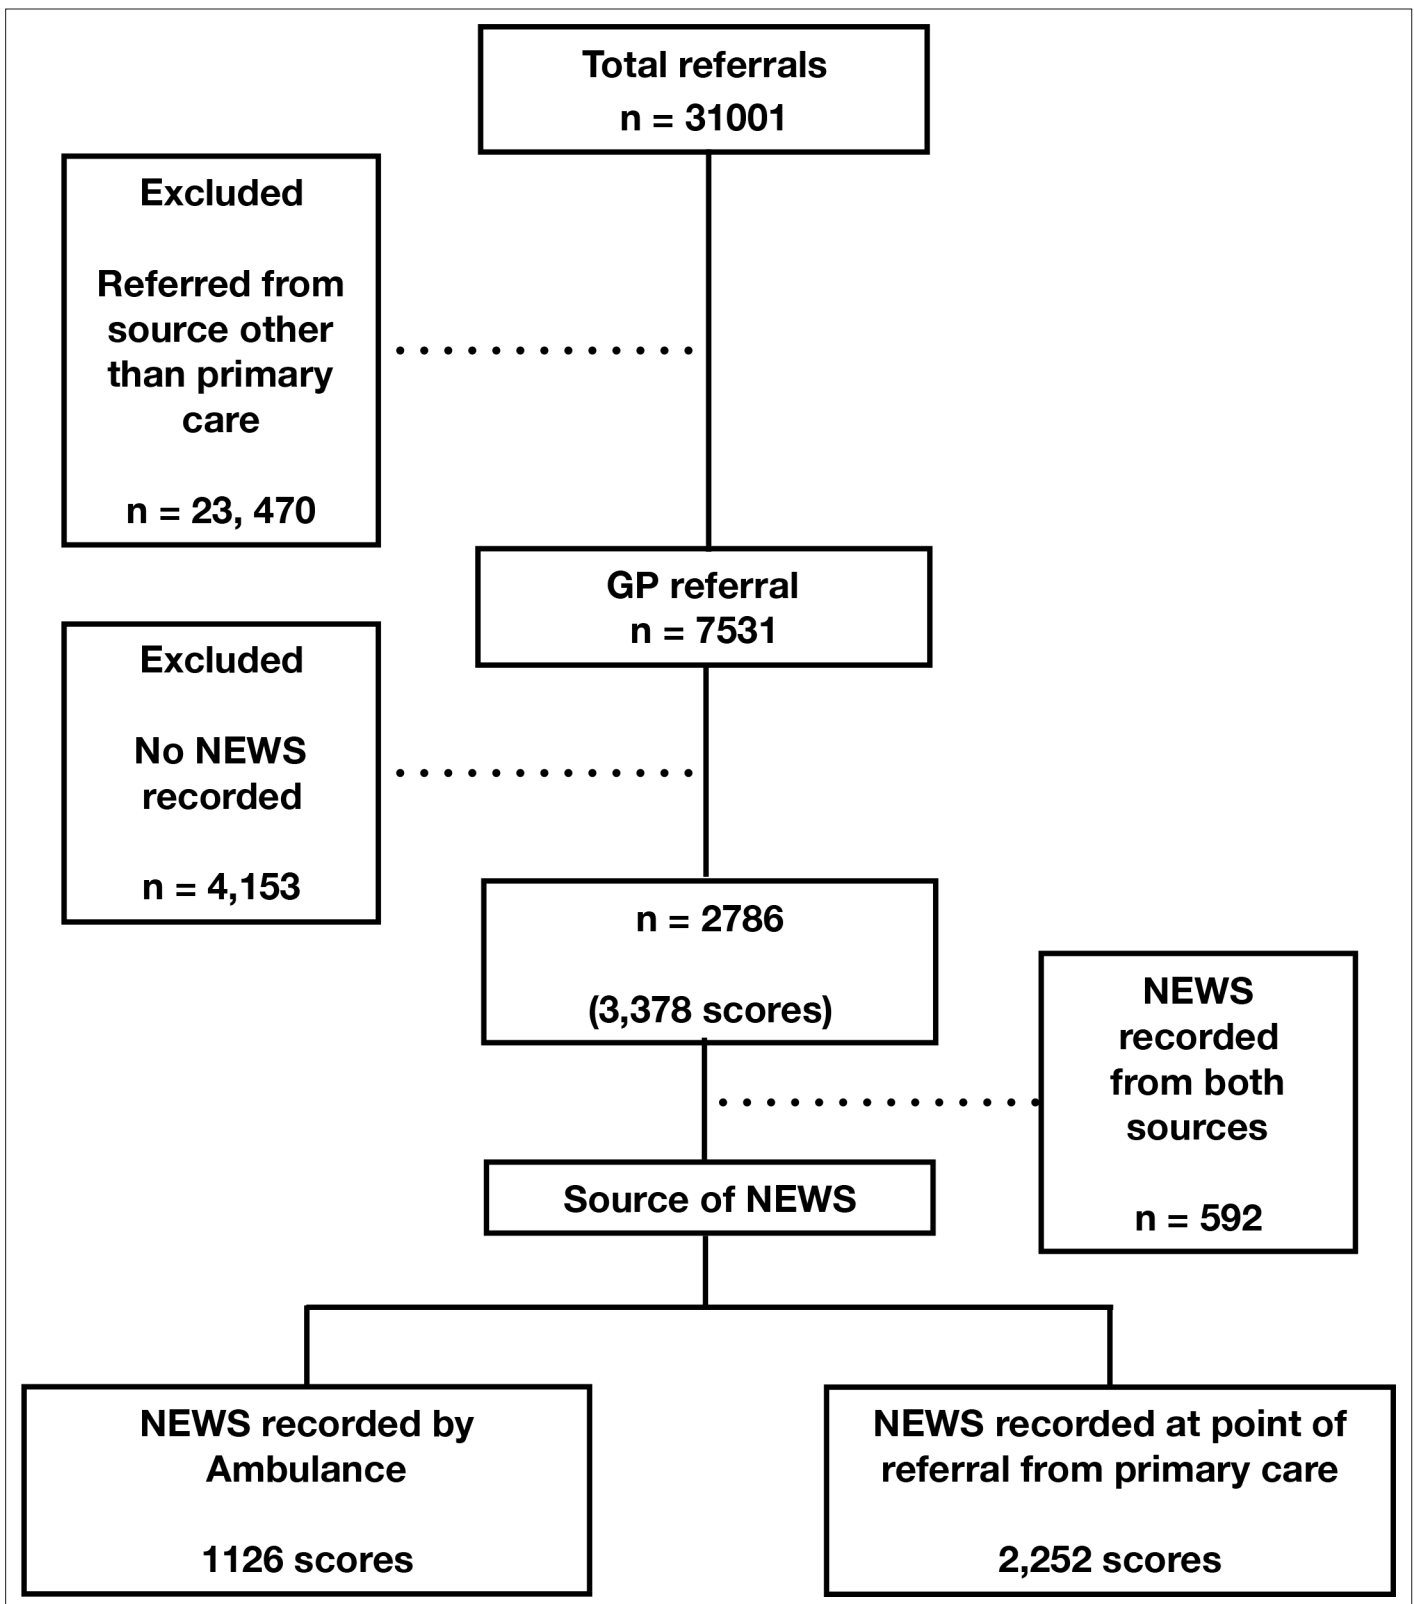 Total referrals
n = 31001
Excluded
Referred from
source other
than primary
care
n = 23, 470
GP referral
n = 7531
Excluded
No NEWS
recorded
n = 4,153
n = 2786
(3,378 scores)
NEWS
recorded
from both
sources
n = 592
Source of NEWS
NEWS recorded by
Ambulance
1126 scores
NEWS recorded at point of
referral from primary care
2,252 scores